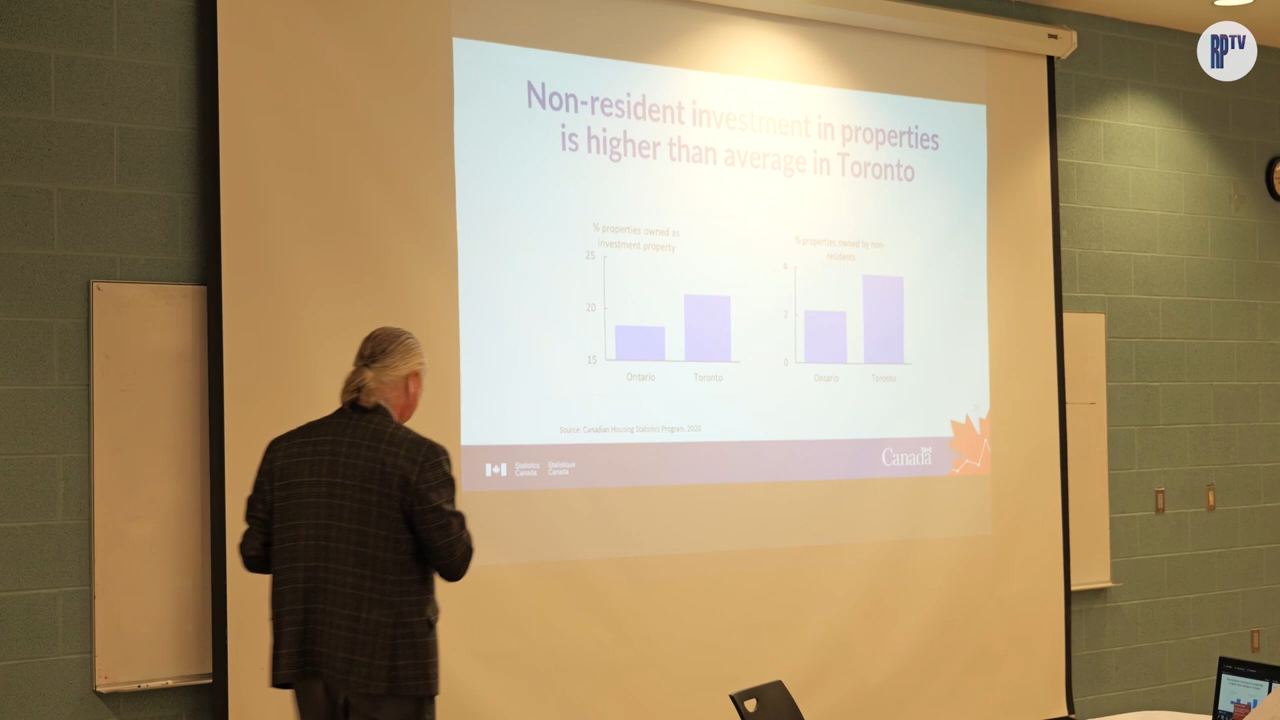 RPTV
Non-resident investment in properties
is higher than average in Toronto
% properties owned as
investment property
25
20
15
Ontario
Toronto
% properties owned by non
residents
4
2
0
Ontario
Toronto
Source: Canadian Housing Statistics Program, 2020
Statistics
Canada
Statistique
Canada
Canada